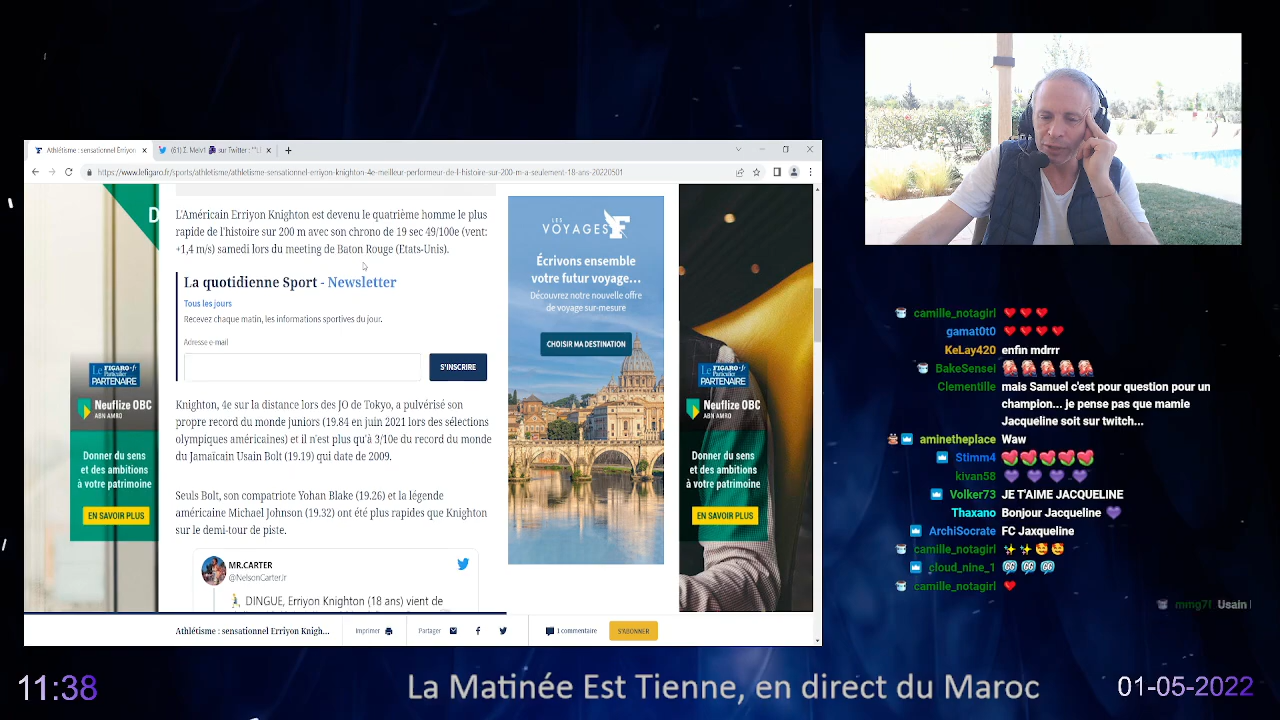 Athlétisme : sensationnel Erriyon
(61) Σ. Meiv1
sur Twitter : "
https://www.lefigaro.fr/sports/athletisme/athletisme-sensationnel-erriyon-knighton-4e-meilleur-performeur-de-l-histoire-sur-200-m-a-seulement-18-ans-20220501
L'Américain Erriyon Knighton est devenu le quatrième homme le plus
rapide de l'histoire sur 200 m avec son chrono de 19 sec 49/100e (vent:
+1,4 m/s) samedi lors du meeting de Baton Rouge (Etats-Unis).
La quotidienne Sport - Newsletter
Tous les jours
Recevez chaque matin, les informations sportives du jour.
Adresse e-mail
S'INSCRIRE
Knighton, 4e sur la distance lors des JO de Tokyo, a pulvérisé son
propre record du monde juniors (19.84 en juin 2021 lors des sélections
olympiques américaines) et il n'est plus qu'à 3/10e du record du monde
du Jamaïcain Usain Bolt (19.19) qui date de 2009.
Seuls Bolt, son compatriote Yohan Blake (19.26) et la légende
américaine Michael Johnson (19.32) ont été plus rapides que Knighton
sur le demi-tour de piste.
MR.CARTER
@NelsonCarterJr
DINGUE, Erriyon Knighton (18 ans) vient de
Athlétisme : sensationnel Erriyon Knigh...
Imprimer
Partager
1 commentaire
S'ABONNER
LES
VOYAGES F
Écrivons ensemble
votre futur voyage...
Découvrez notre nouvelle offre
de voyage sur-mesure
CHOISIR MA DESTINATION
D
Le FIGARO·fr
Particulier
PARTENAIRE
Neuflize OBC
ABN AMRO
Donner du sens
et des ambitions
à votre patrimoine
EN SAVOIR PLUS
Le FIGARO·fr
Particulier
PARTENAIRE
Neuflize OBC
ABN AMRO
Donner du sens
et des ambitions
à votre patrimoine
EN SAVOIR PLUS
camille_notagirl
gamat0t0
KeLay420 enfin mdrrr
BakeSensei
Clementille mais Samuel c'est pour question pour un
champion... je pense pas que mamie
Jacqueline soit sur twitch...
aminetheplace Waw
Stimm4
kivan58
Volker73 JE T'AIME JACQUELINE
Thaxano Bonjour Jacqueline
ArchiSocrate FC Jaxqueline
camille_notagirl
cloud_nine_1
camille_notagirl
mmg7f Usain
11:38
La Matinée Est Tienne, en direct du Maroc
01-05-2022